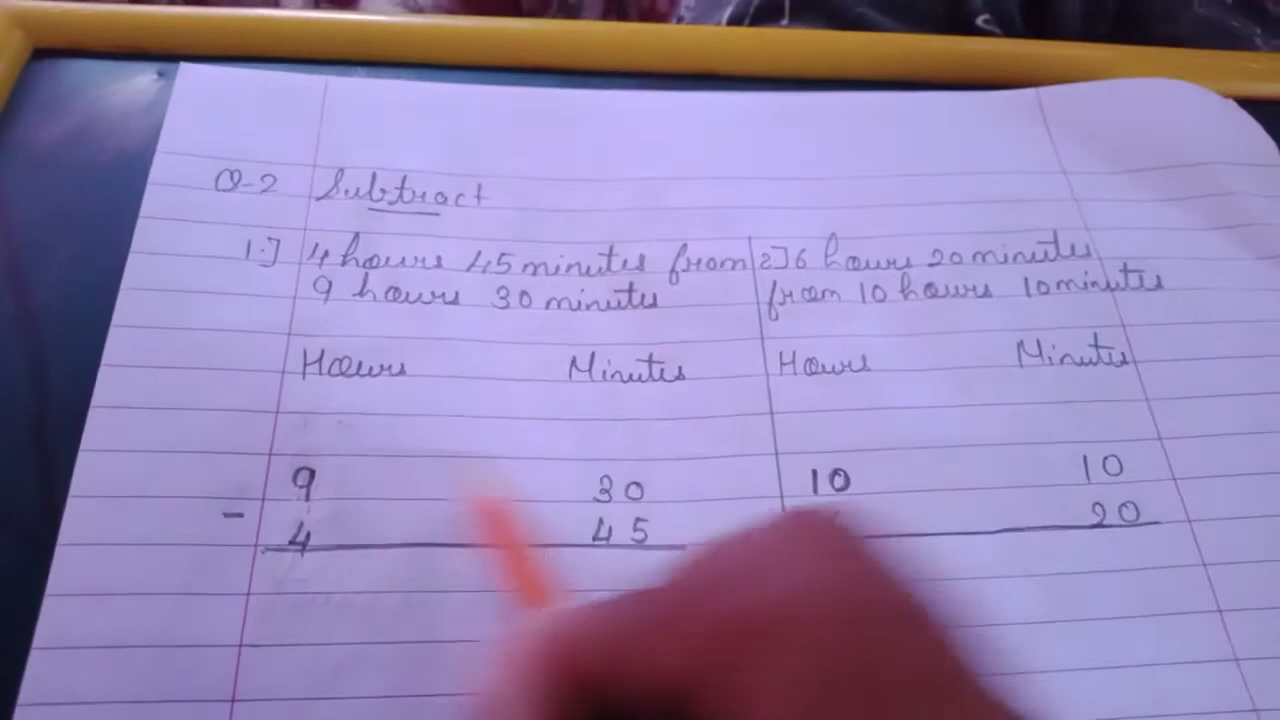 Q-2 Subtract
1.] 4 hours 45 minutes from
9 hours 30 minutes
2] 6 hours 20 minutes
from 10 hours 10 minutes
Hours Minutes
9 30
- 4 45
Hours Minutes
10 10
20